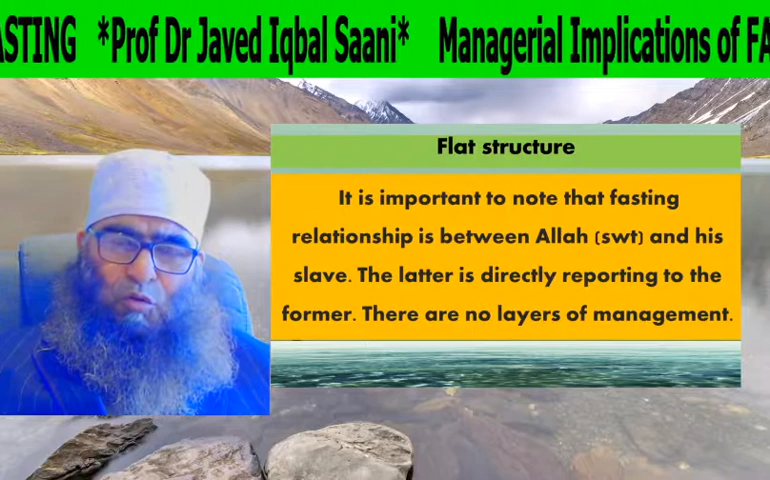 ASTING *Prof Dr Javed Iqbal Saani* Managerial Implications of FA
Flat structure
It is important to note that fasting
relationship is between Allah (swt) and his
slave. The latter is directly reporting to the
former. There are no layers of management.